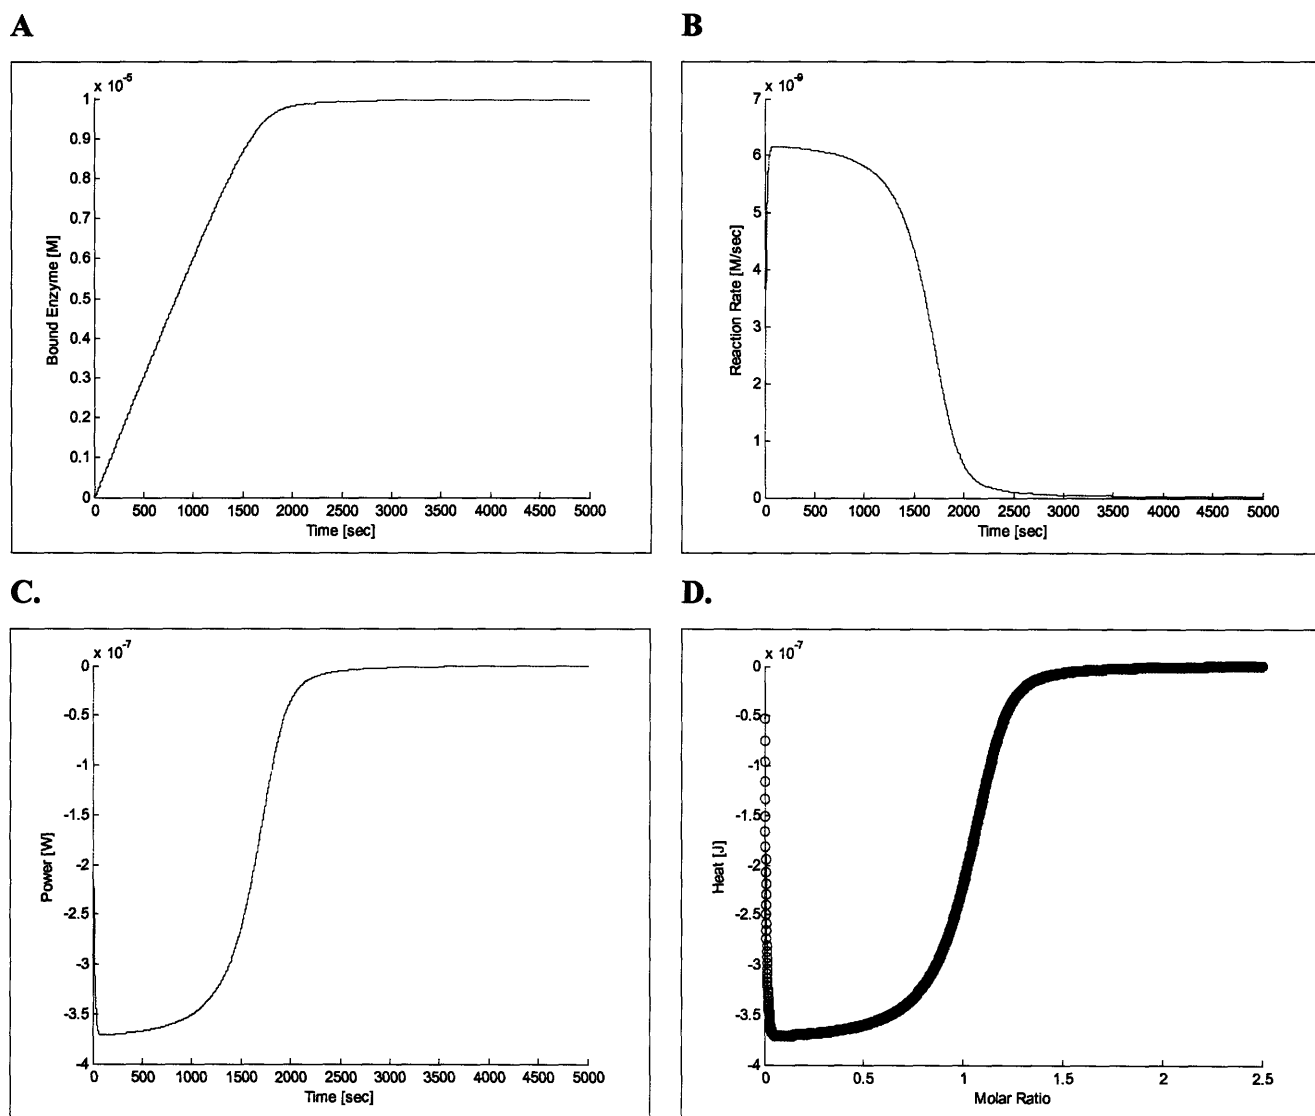 A
B
x 10-5
1
0.9
0.8
0.7
0.6
0.5
0.4
0.3
0.2
0.1
0
Bound Enzyme [M]
0 500 1000 1500 2000 2500 3000 3500 4000 4500 5000
Time [sec]
x 10-9
7
6
5
4
3
2
1
0
Reaction Rate [M/sec]
0 500 1000 1500 2000 2500 3000 3500 4000 4500 5000
Time [sec]
C.
D.
x 10-7
0
-0.5
-1
-1.5
-2
-2.5
-3
-3.5
-4
Power [W]
0 500 1000 1500 2000 2500 3000 3500 4000 4500 5000
Time [sec]
x 10-7
0
-0.5
-1
-1.5
-2
-2.5
-3
-3.5
-4
Heat [J]
0 0.5 1 1.5 2 2.5
Molar Ratio